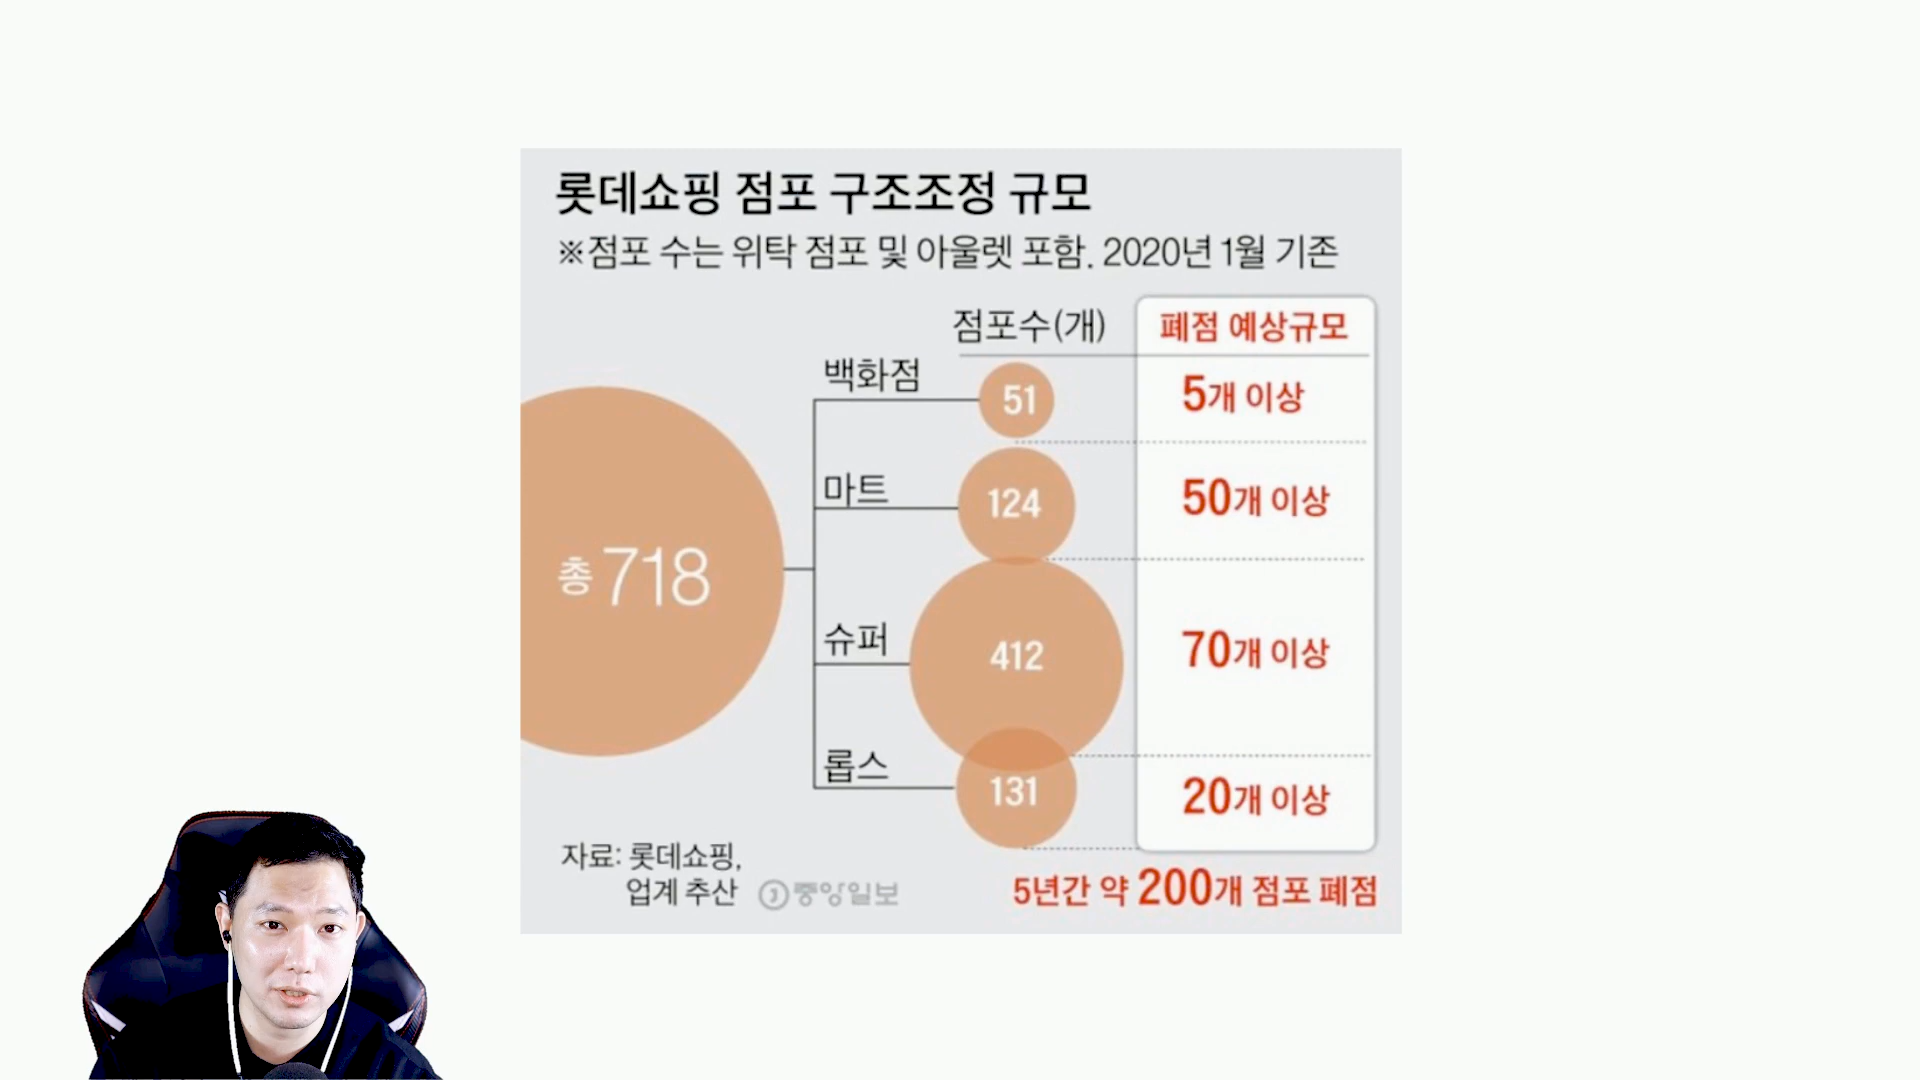 롯데쇼핑 점포 구조조정 규모
※점포 수는 위탁 점포 및 아울렛 포함. 2020년 1월 기존
점포수(개) 폐점 예상규모
백화점 51 5개 이상
마트 124 50개 이상
총 718
슈퍼 412 70개 이상
롭스 131 20개 이상
자료: 롯데쇼핑,
업계 추산 중앙일보
5년간 약 200개 점포 폐점